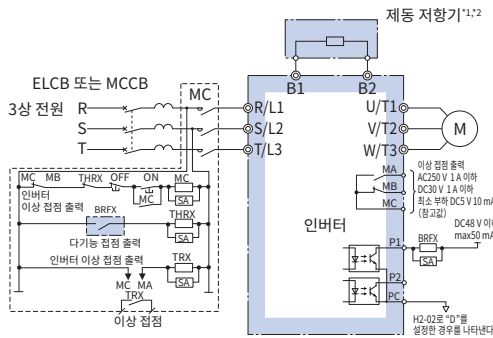 제동 저항기*1,*2
B1 B2
ELCB 또는 MCCB
MC
3상 전원 R
S
T
R/L1
S/L2
T/L3
U/T1
V/T2
W/T3
M
MC MB THRX OFF ON MC
인버터
이상 접점 출력
MC
SA
BRFX
THRX
다기능 접점 출력
SA
인버터 이상 접점 출력
TRX
SA
MC MA
TRX
이상 접점
인버터
MA
MB
MC
이상 접점 출력
AC250 V 1 A 이하
DC30 V 1 A 이하
최소 부하 DC5 V 10 mA
(참고값)
P1
BRFX
SA
DC48 V 이하
max50 mA
P2
PC
H2-02로 “D”를
설정한 경우를 나타낸다